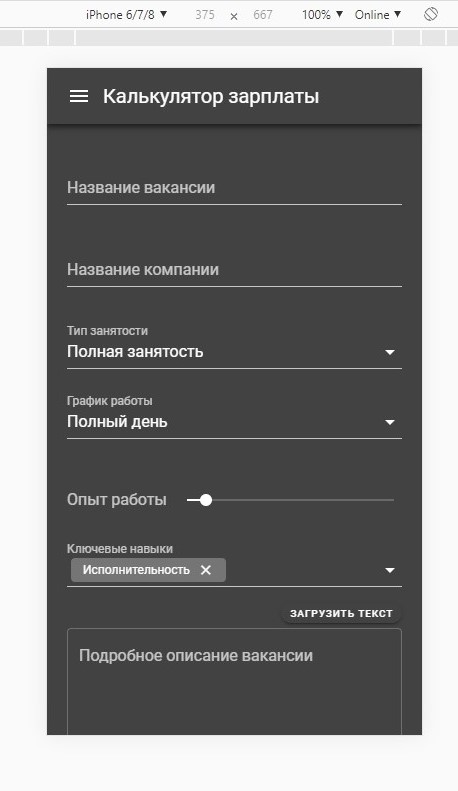 iPhone 6/7/8 ▼ 375 × 667 100% ▼ Online ▼
Калькулятор зарплаты
Название вакансии
Название компании
Тип занятости
Полная занятость
График работы
Полный день
Опыт работы
Ключевые навыки
Исполнительность ×
ЗАГРУЗИТЬ ТЕКСТ
Подробное описание вакансии